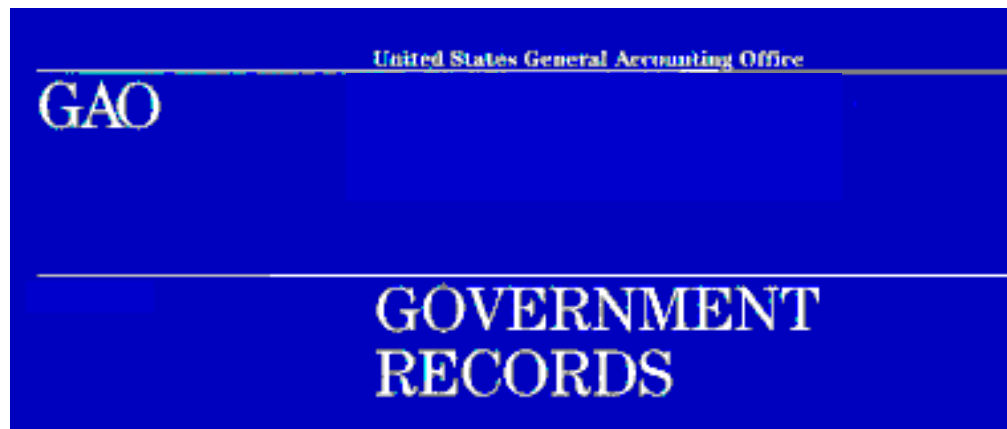 United States General Accounting Office
GAO
GOVERNMENT
RECORDS